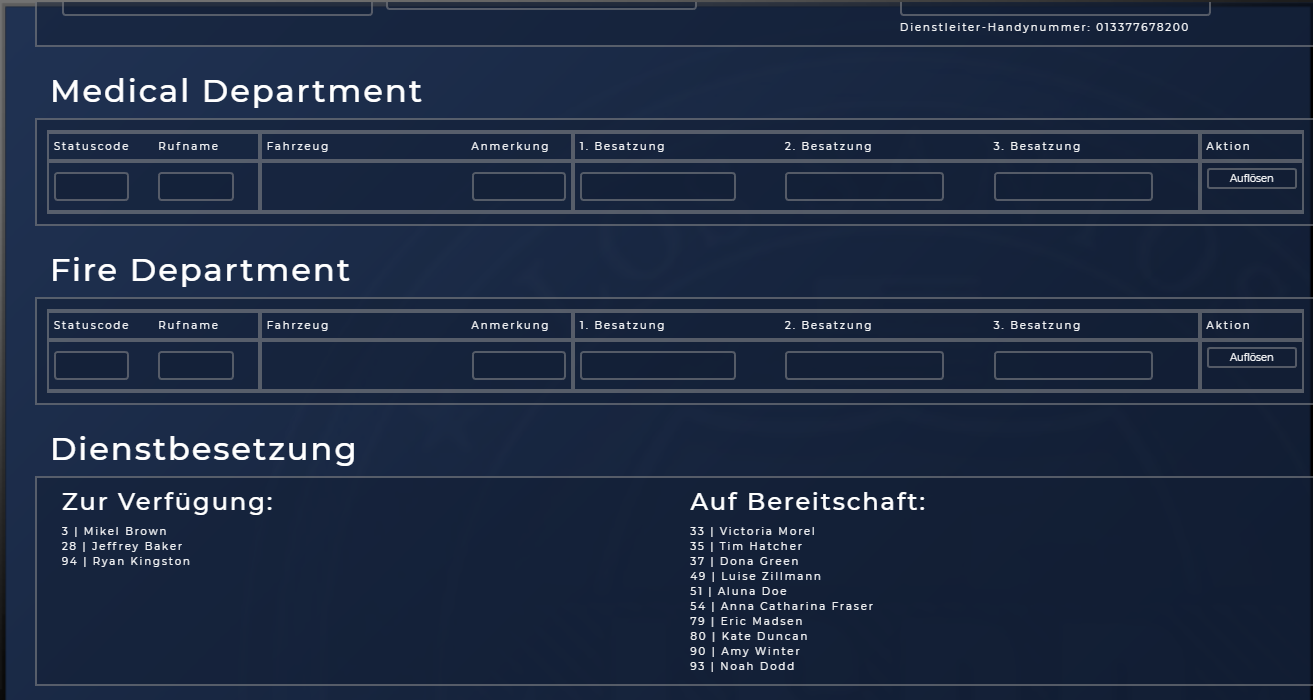 Dienstleiter-Handynummer: 013377678200
Medical Department
Statuscode Rufname Fahrzeug Anmerkung 1. Besatzung 2. Besatzung 3. Besatzung Aktion
Auflösen
Fire Department
Statuscode Rufname Fahrzeug Anmerkung 1. Besatzung 2. Besatzung 3. Besatzung Aktion
Auflösen
Dienstbesetzung
Zur Verfügung:
3 | Mikel Brown
28 | Jeffrey Baker
94 | Ryan Kingston
Auf Bereitschaft:
33 | Victoria Morel
35 | Tim Hatcher
37 | Dona Green
49 | Luise Zillmann
51 | Aluna Doe
54 | Anna Catharina Fraser
79 | Eric Madsen
80 | Kate Duncan
90 | Amy Winter
93 | Noah Dodd